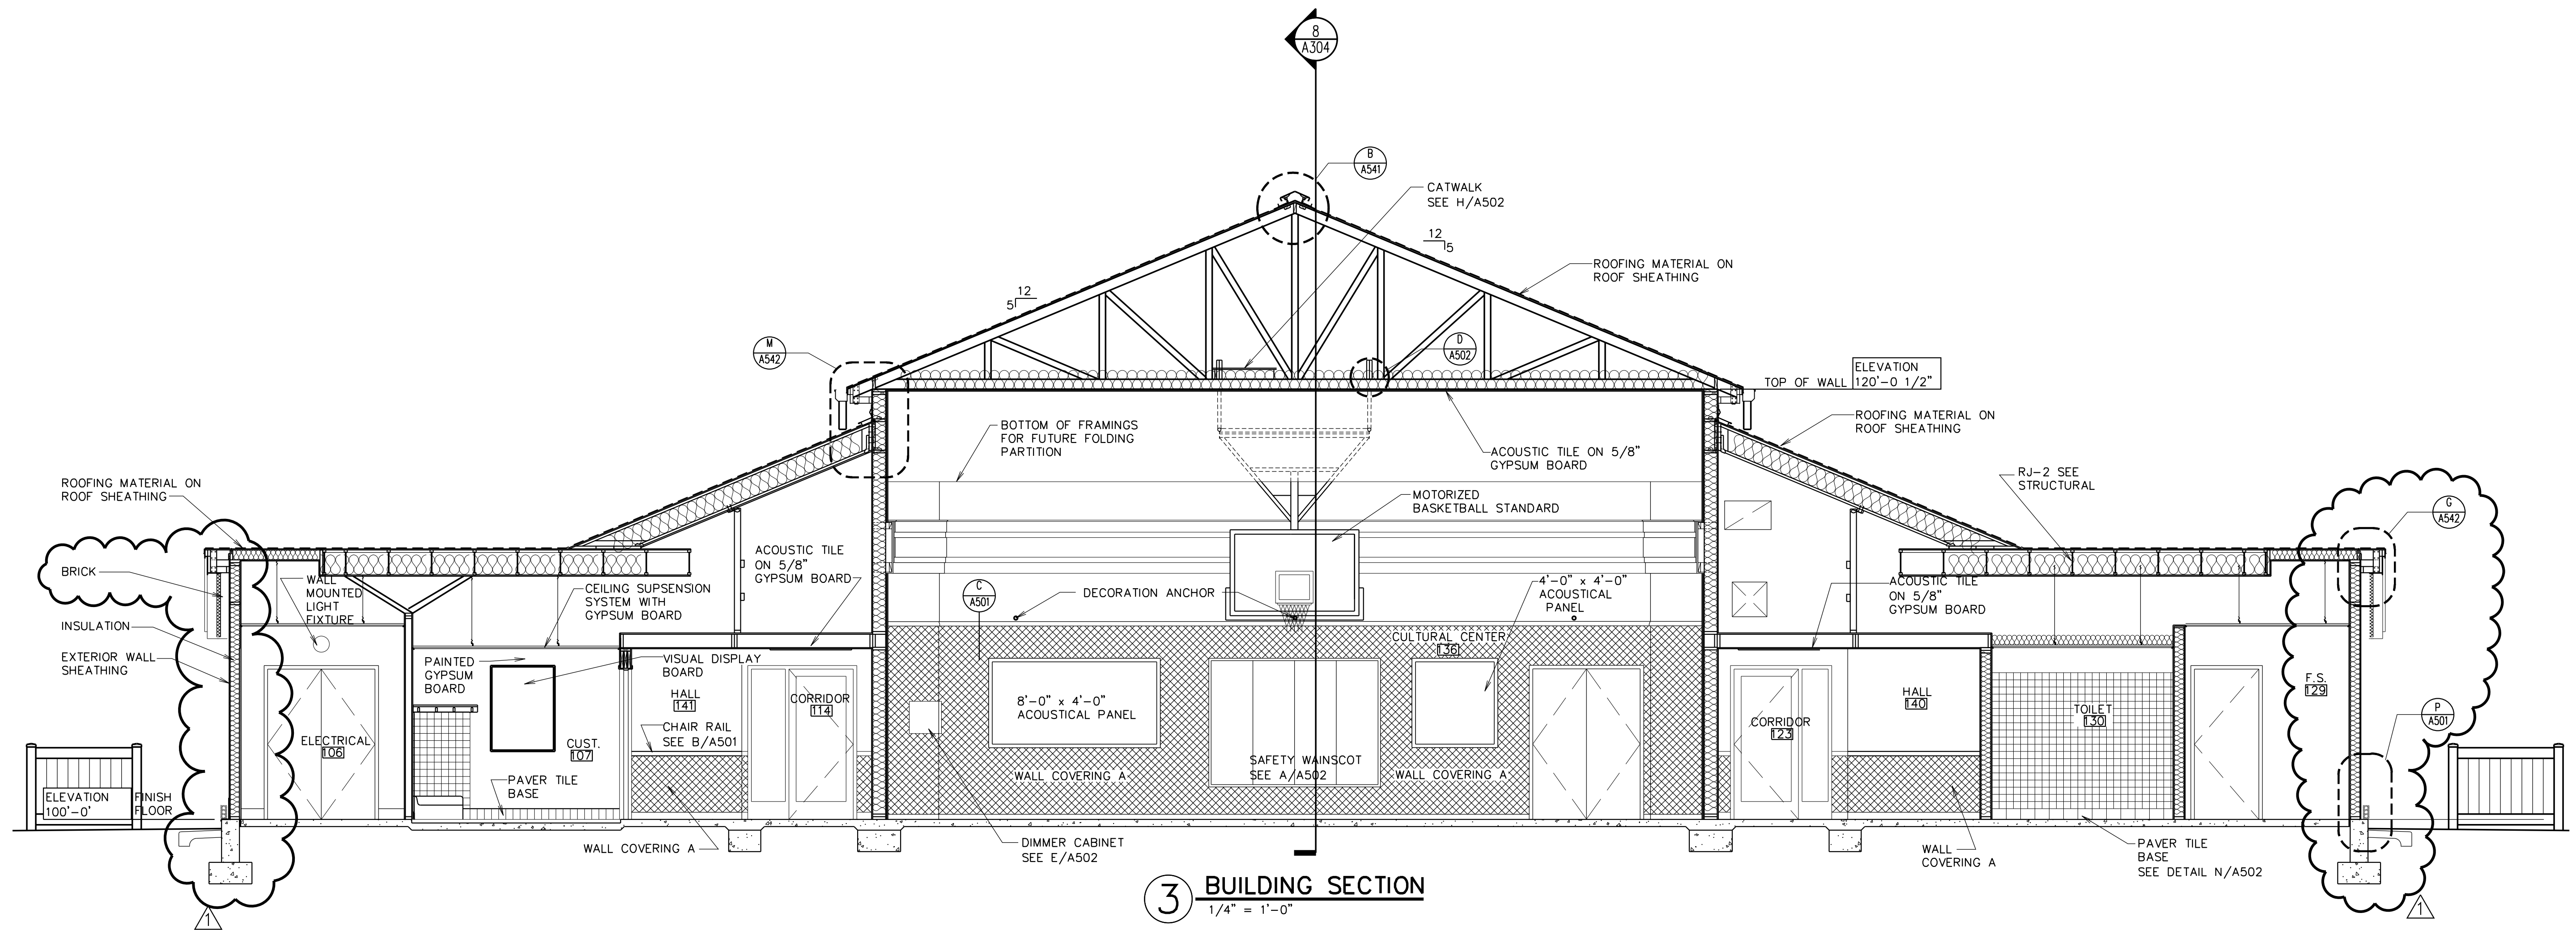 8
A304
B
A541
CATWALK
SEE H/A502
12
5
12
5
ROOFING MATERIAL ON
ROOF SHEATHING
M
A542
D
A502
TOP OF WALL
ELEVATION
120'-0 1/2"
ROOFING MATERIAL ON
ROOF SHEATHING
BOTTOM OF FRAMINGS
FOR FUTURE FOLDING
PARTITION
ACOUSTIC TILE ON 5/8"
GYPSUM BOARD
RJ-2 SEE
STRUCTURAL
ROOFING MATERIAL ON
ROOF SHEATHING
MOTORIZED
BASKETBALL STANDARD
G
A542
BRICK
INSULATION
EXTERIOR WALL
SHEATHING
WALL
MOUNTED
LIGHT
FIXTURE
CEILING SUPSENSION
SYSTEM WITH
GYPSUM BOARD
ACOUSTIC TILE
ON 5/8"
GYPSUM BOARD
C
A501
DECORATION ANCHOR
4'-0" x 4'-0"
ACOUSTICAL
PANEL
ACOUSTIC TILE
ON 5/8"
GYPSUM BOARD
CULTURAL CENTER
136
PAINTED
GYPSUM
BOARD
VISUAL DISPLAY
BOARD
HALL
141
CORRIDOR
114
8'-0" x 4'-0"
ACOUSTICAL PANEL
HALL
140
F.S.
129
TOILET
130
P
A501
CORRIDOR
123
CHAIR RAIL
SEE B/A501
ELECTRICAL
106
CUST.
107
PAVER TILE
BASE
WALL COVERING A
SAFETY WAINSCOT
SEE A/A502
WALL COVERING A
ELEVATION
100'-0'
FINISH
FLOOR
WALL COVERING A
DIMMER CABINET
SEE E/A502
WALL
COVERING A
PAVER TILE
BASE
SEE DETAIL N/A502
3
BUILDING SECTION
1/4" = 1'-0"
1
1